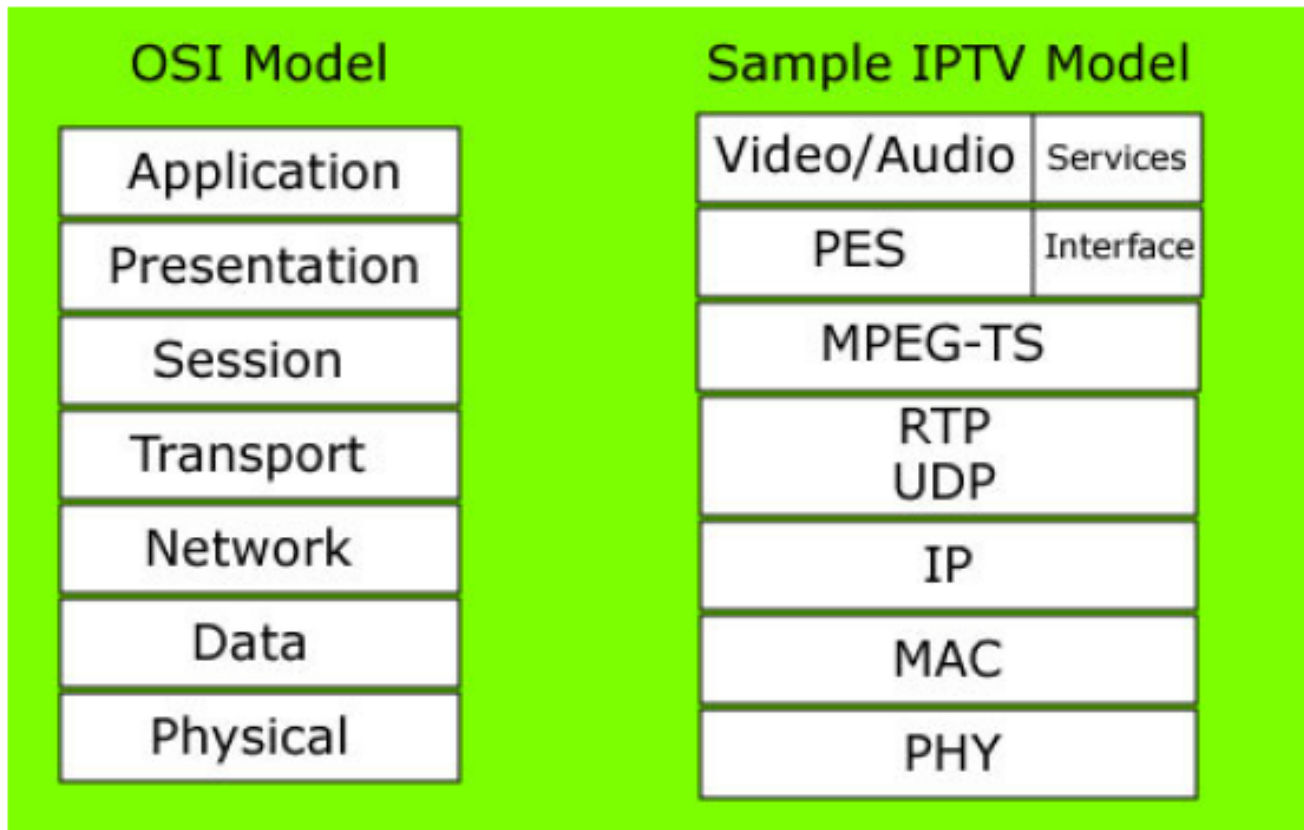 OSI Model
Application
Presentation
Session
Transport
Network
Data
Physical
Sample IPTV Model
Video/Audio Services
PES Interface
MPEG-TS
RTP
UDP
IP
MAC
PHY